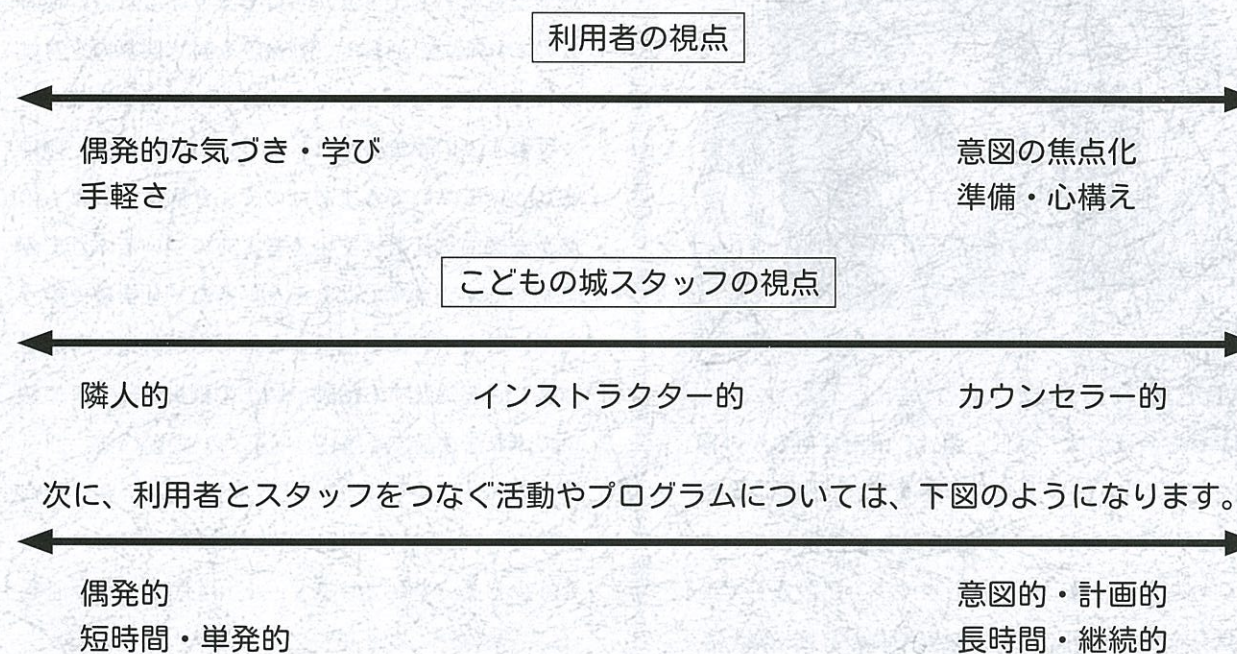 利用者の視点
偶発的な気づき・学び
意図の焦点化
手軽さ
準備・心構え
こどもの城スタッフの視点
隣人的
インストラクター的
カウンセラー的
次に、利用者とスタッフをつなぐ活動やプログラムについては、下図のようになります。
偶発的
意図的・計画的
短時間・単発的
長時間・継続的